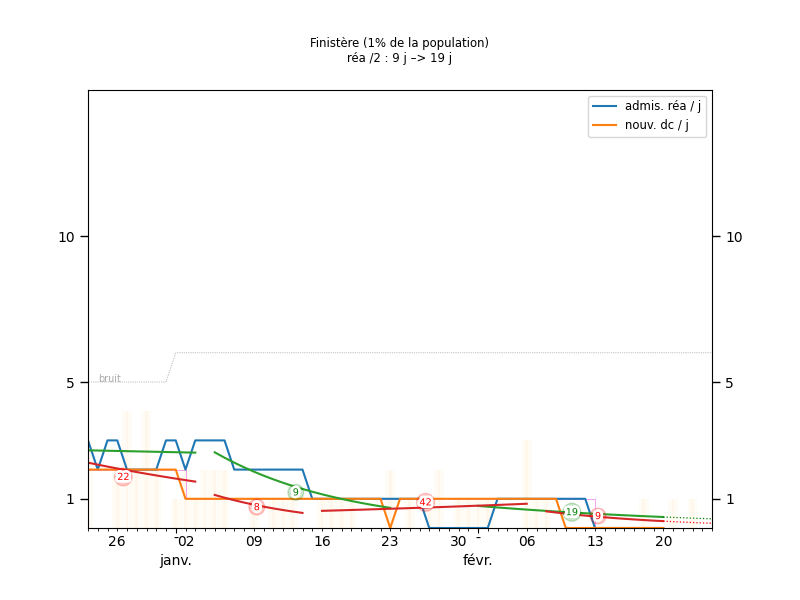 Finistère (1% de la population)
réa /2 : 9 j –> 19 j
admis. réa / j
nouv. dc / j
10 10
bruit
5 5
22
9
8
42
19
9
1 1
26 02 09 16 23 30 06 13 20
janv. févr.